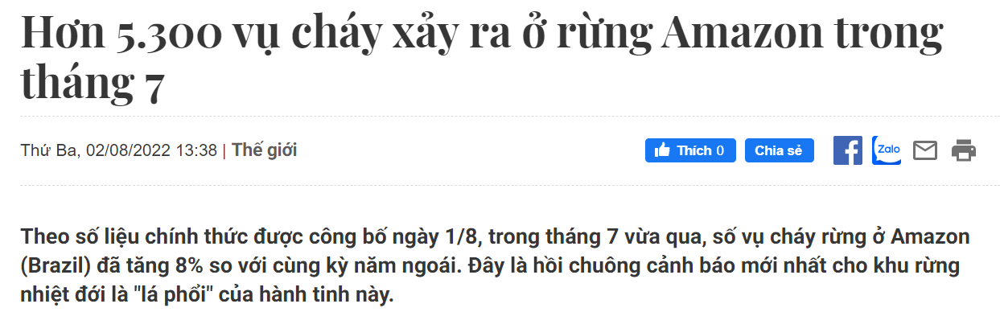 Hơn 5.300 vụ cháy xảy ra ở rừng Amazon trong
tháng 7
Thứ Ba, 02/08/2022 13:38 | Thế giới
Thích 0
Chia sẻ
Zalo
Theo số liệu chính thức được công bố ngày 1/8, trong tháng 7 vừa qua, số vụ cháy rừng ở Amazon
(Brazil) đã tăng 8% so với cùng kỳ năm ngoái. Đây là hồi chuông cảnh báo mới nhất cho khu rừng
nhiệt đới là "lá phổi" của hành tinh này.